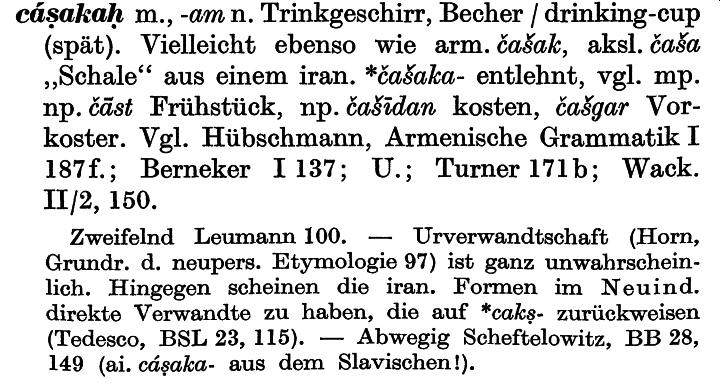 cáṣakaḥ m., -am n. Trinkgeschirr, Becher / drinking-cup
(spät). Vielleicht ebenso wie arm. čašak, aksl. čaša
„Schale“ aus einem iran. *čašaka- entlehnt, vgl. mp.
np. čāšt Frühstück, np. čašīdan kosten, čašgar Vor-
koster. Vgl. Hübschmann, Armenische Grammatik I
187f.; Berneker I 137; U.; Turner 171b; Wack.
II/2, 150.
Zweifelnd Leumann 100. — Urverwandtschaft (Horn,
Grundr. d. neupers. Etymologie 97) ist ganz unwahrschein-
lich. Hingegen scheinen die iran. Formen im Neuind.
direkte Verwandte zu haben, die auf *cakṣ- zurückweisen
(Tedesco, BSL 23, 115). — Abwegig Scheftelowitz, BB 28,
149 (ai. cáṣaka- aus dem Slavischen!).